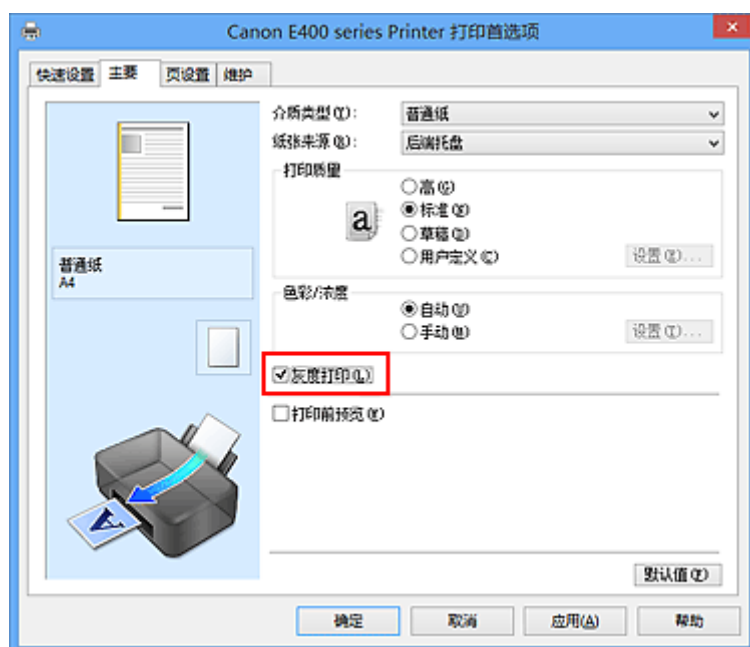 Canon E400 series Printer 打印首选项
快速设置 主要 页设置 维护
介质类型(Y): 普通纸
纸张来源(R): 后端托盘
打印质量
高(G)
标准(D)
草稿(Q)
用户定义(C) 设置(E)...
普通纸
A4
色彩/浓度
自动(V)
手动(M) 设置(T)...
灰度打印(L)
打印前预览(K)
默认值(F)
确定 取消 应用(A) 帮助
a
A